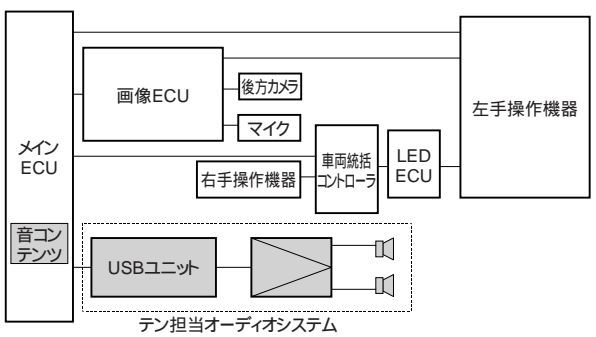 画像ECU
後方カメラ
マイク
左手操作機器
メイン
ECU
車両統括
コントローラ
LED
ECU
右手操作機器
音コン
テンツ
USBユニット
テン担当オーディオシステム